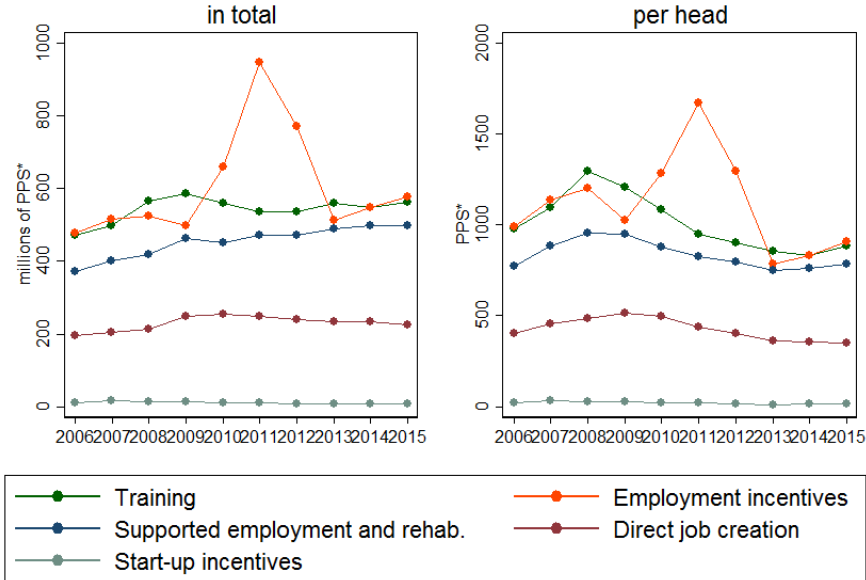 in total
per head
millions of PPS*
1000
800
600
400
200
0
2006 2007 2008 2009 2010 2011 2012 2013 2014 2015
PPS*
2000
1500
1000
500
0
2006 2007 2008 2009 2010 2011 2012 2013 2014 2015
Training
Employment incentives
Supported employment and rehab.
Direct job creation
Start-up incentives